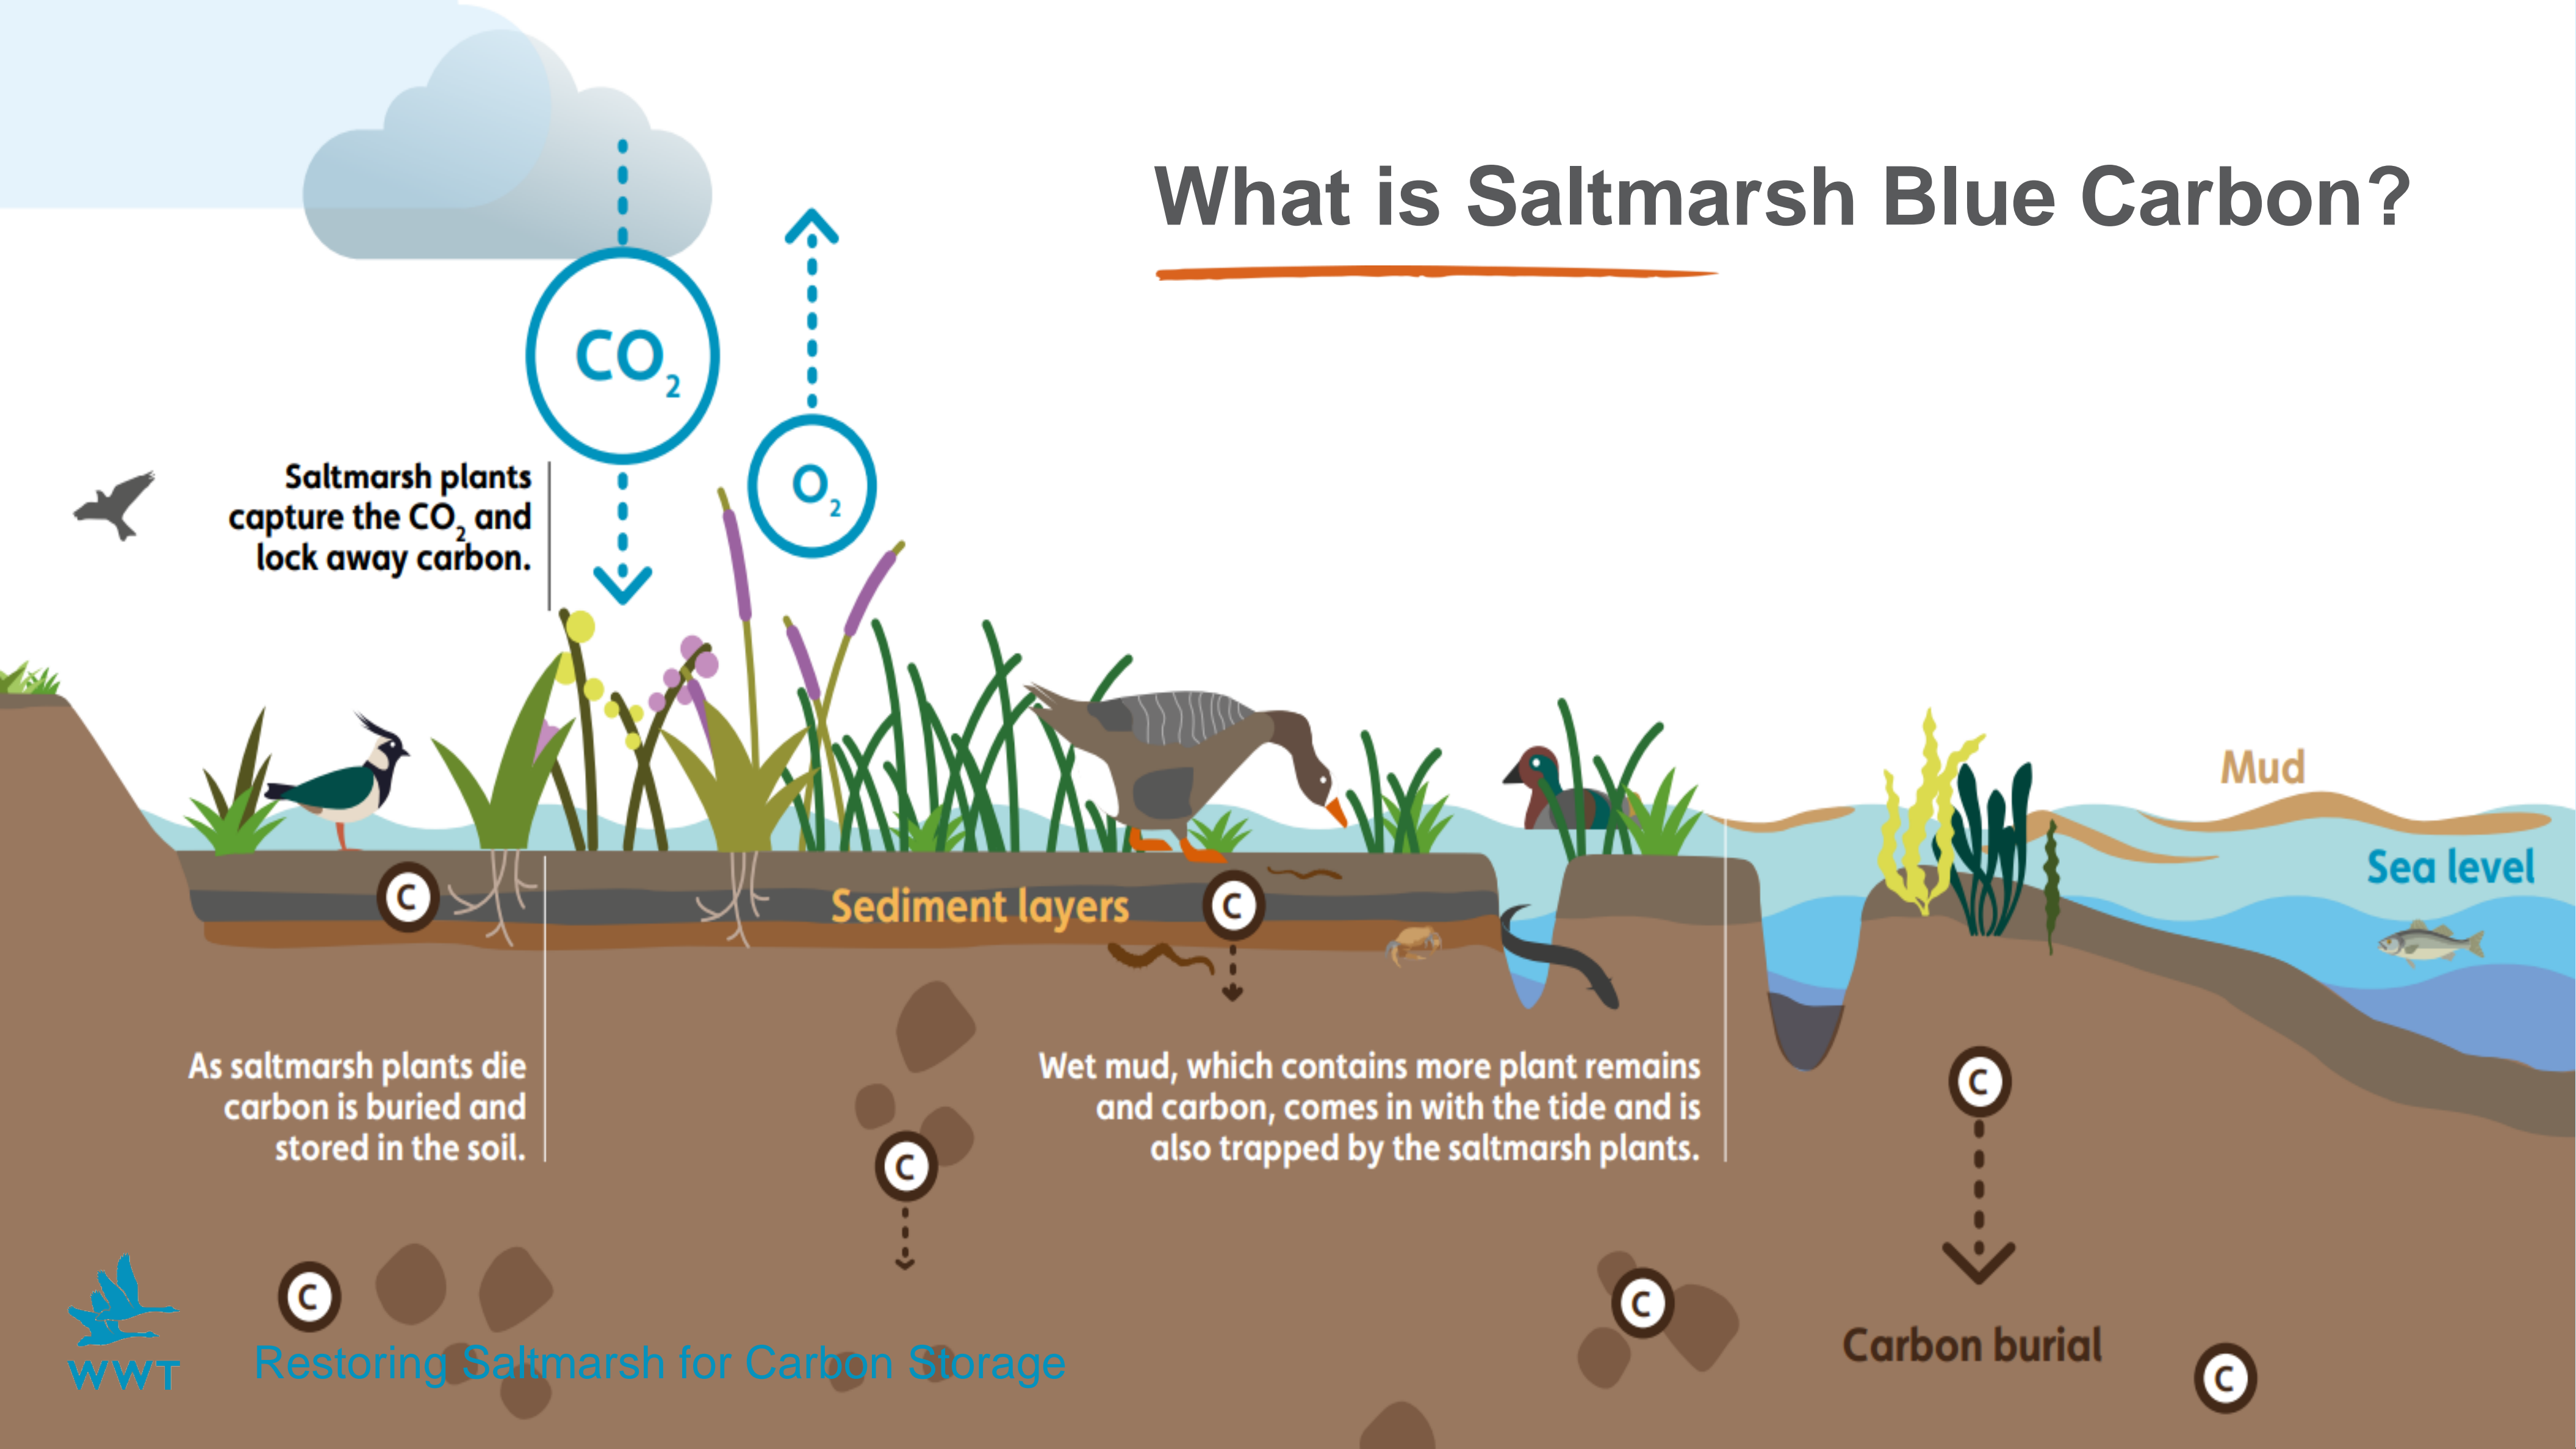 What is Saltmarsh Blue Carbon?
CO₂
O₂
Saltmarsh plants
capture the CO₂ and
lock away carbon.
Mud
Sea level
C
Sediment layers
C
As saltmarsh plants die
carbon is buried and
stored in the soil.
Wet mud, which contains more plant remains
and carbon, comes in with the tide and is
also trapped by the saltmarsh plants.
C
C
C
C
Carbon burial
C
WWT
Restoring Saltmarsh for Carbon Storage